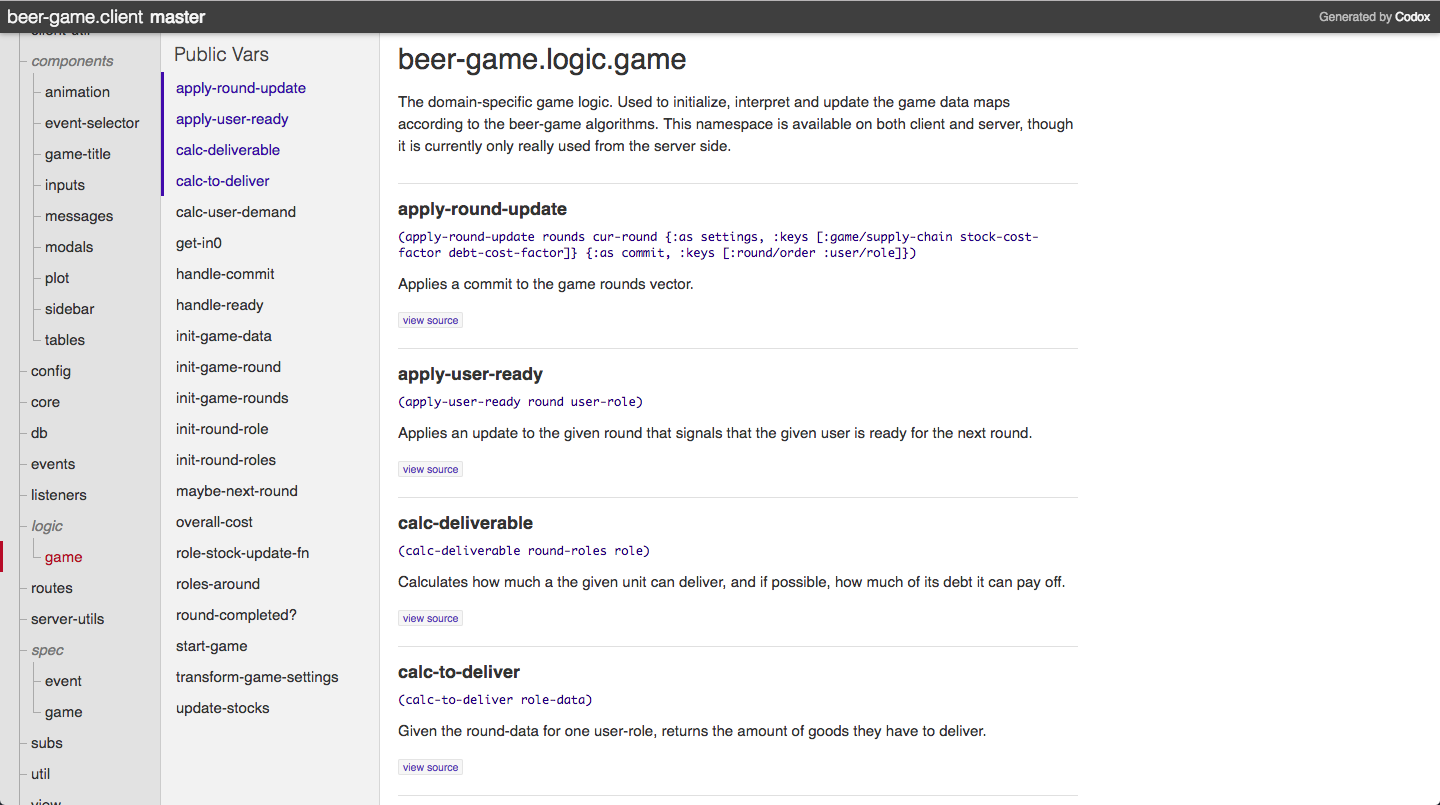 beer-game.client master
Generated by Codox
client-util
components
animation
event-selector
game-title
inputs
messages
modals
plot
sidebar
tables
config
core
db
events
listeners
logic
game
routes
server-utils
spec
event
game
subs
util
view
Public Vars
apply-round-update
apply-user-ready
calc-deliverable
calc-to-deliver
calc-user-demand
get-in0
handle-commit
handle-ready
init-game-data
init-game-round
init-game-rounds
init-round-role
init-round-roles
maybe-next-round
overall-cost
role-stock-update-fn
roles-around
round-completed?
start-game
transform-game-settings
update-stocks
beer-game.logic.game
The domain-specific game logic. Used to initialize, interpret and update the game data maps
according to the beer-game algorithms. This namespace is available on both client and server, though
it is currently only really used from the server side.
apply-round-update
(apply-round-update rounds cur-round {:as settings, :keys [:game/supply-chain stock-cost-
factor debt-cost-factor]} {:as commit, :keys [:round/order :user/role]})
Applies a commit to the game rounds vector.
view source
apply-user-ready
(apply-user-ready round user-role)
Applies an update to the given round that signals that the given user is ready for the next round.
view source
calc-deliverable
(calc-deliverable round-roles role)
Calculates how much a the given unit can deliver, and if possible, how much of its debt it can pay off.
view source
calc-to-deliver
(calc-to-deliver role-data)
Given the round-data for one user-role, returns the amount of goods they have to deliver.
view source